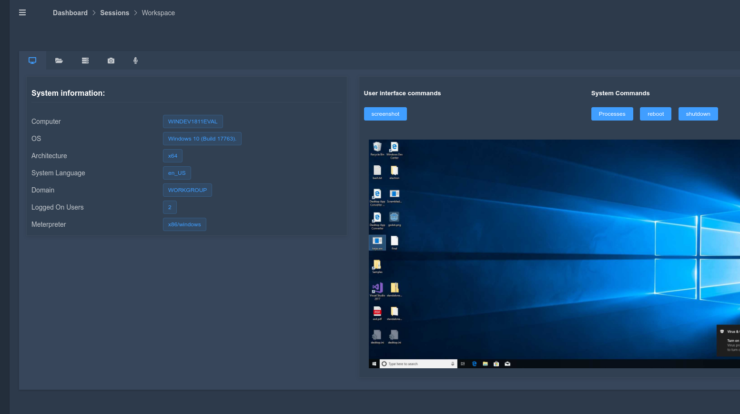 Dashboard > Sessions > Workspace
System information:
Computer WINDEV1811EVAL
OS Windows 10 (Build 17763)
Architecture x64
System Language en_US
Domain WORKGROUP
Logged On Users 2
Meterpreter x86/windows
User interface commands
screenshot
System Commands
Processes reboot shutdown
Type here to search